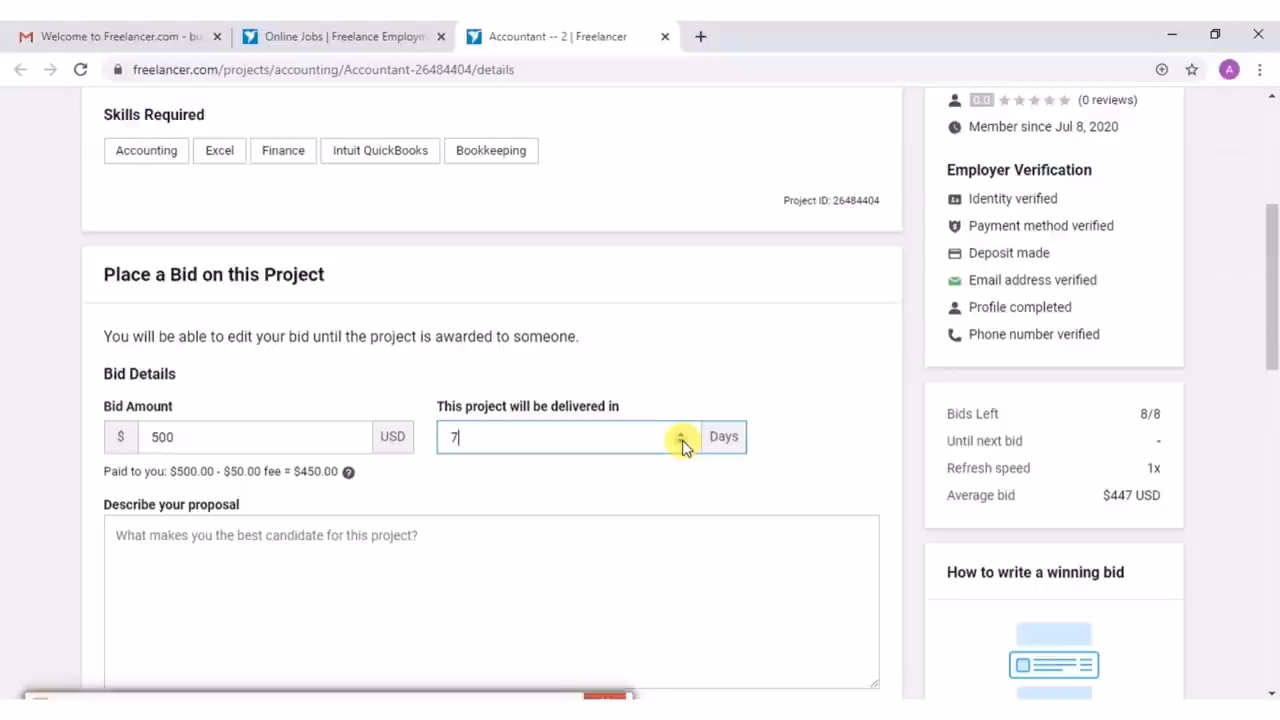 Welcome to Freelancer.com - bu
Online Jobs | Freelance Employm
Accountant -- 2 | Freelancer
freelancer.com/projects/accounting/Accountant-26484404/details
A
Skills Required
Accounting
Excel
Finance
Intuit QuickBooks
Bookkeeping
Project ID: 26484404
Place a Bid on this Project
You will be able to edit your bid until the project is awarded to someone.
Bid Details
Bid Amount
This project will be delivered in
$ 500 USD
7 Days
Paid to you: $500.00 - $50.00 fee = $450.00 ?
Describe your proposal
What makes you the best candidate for this project?
0.0 (0 reviews)
Member since Jul 8, 2020
Employer Verification
Identity verified
Payment method verified
Deposit made
Email address verified
Profile completed
Phone number verified
Bids Left 8/8
Until next bid -
Refresh speed 1x
Average bid $447 USD
How to write a winning bid